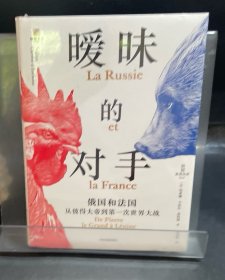 暧昧
La Russie
的
et
对手
la France
俄国和法国
从彼得大帝到第一次世界大战
De Pierre
le Grand à Lénine